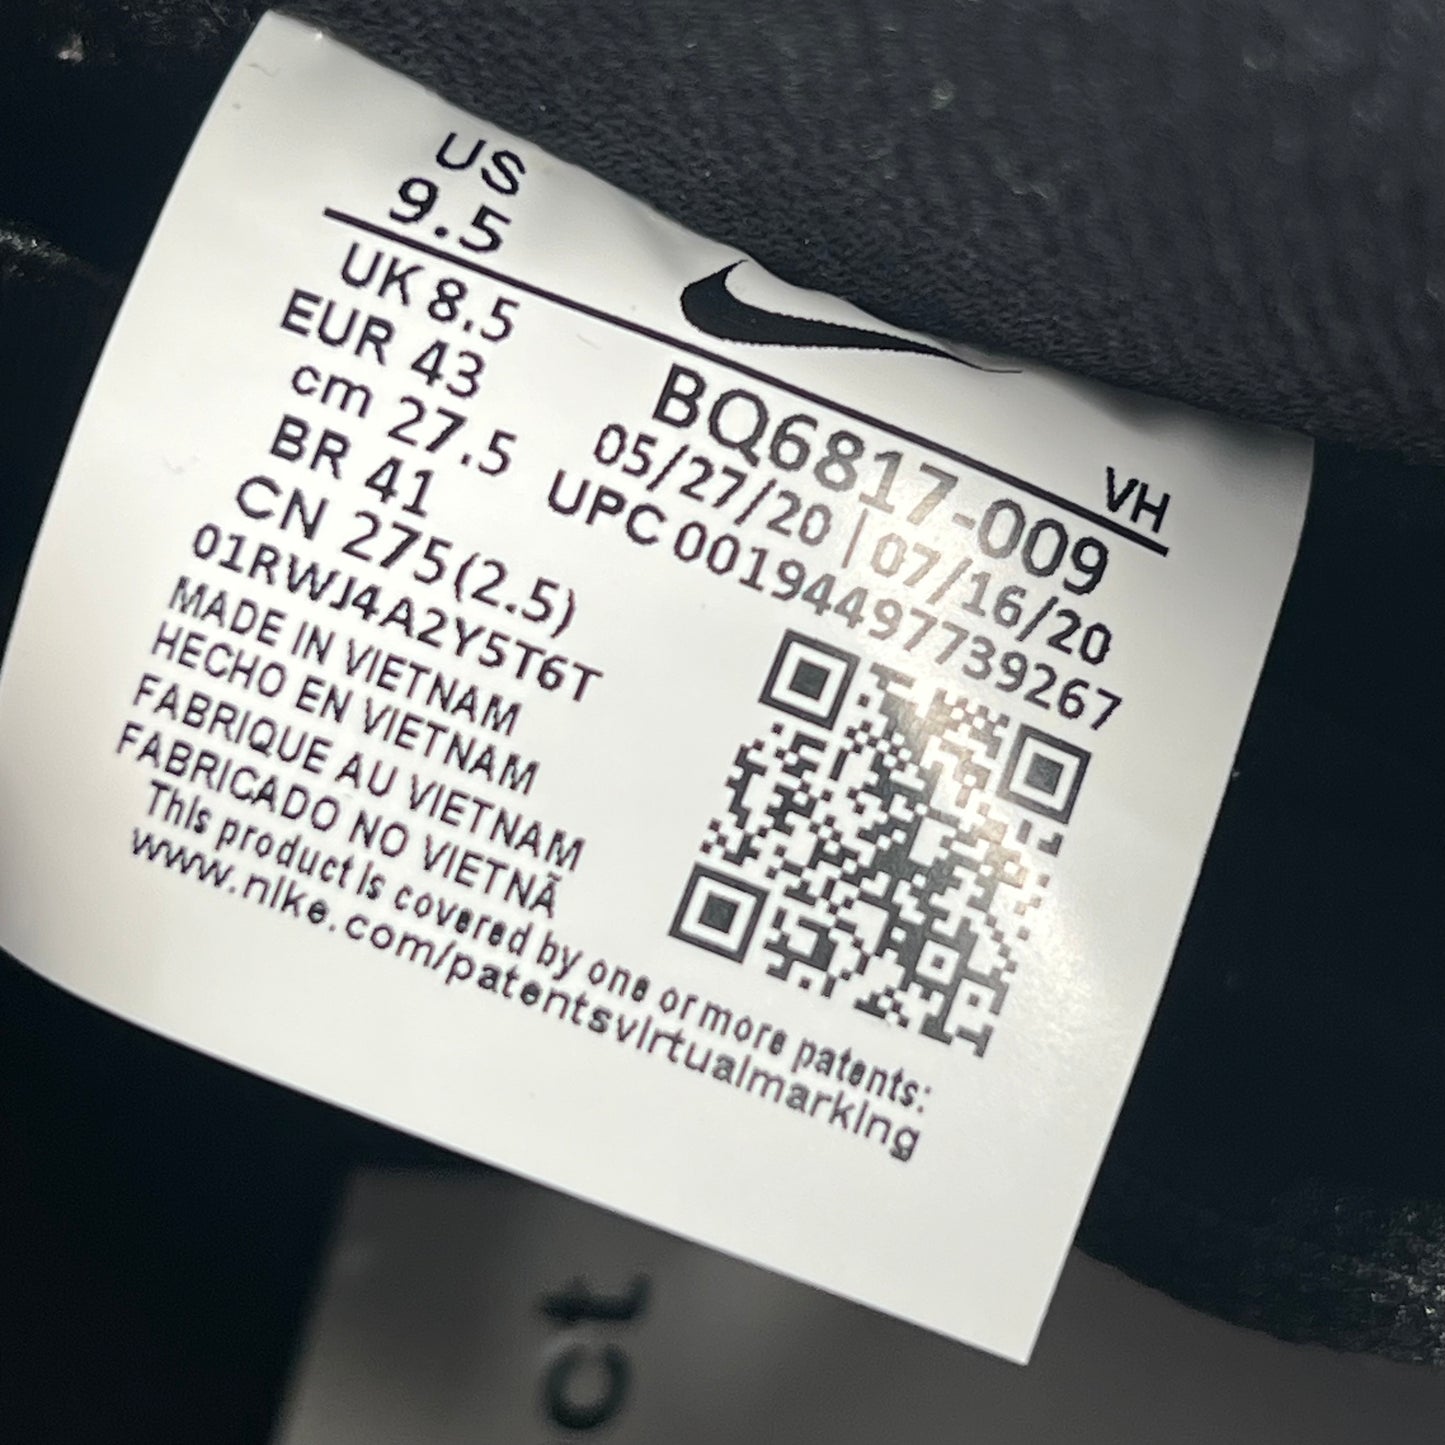 US
9.5
VH
UK 8.5
EUR 43
cm 27.5
BR 41
CN 275(2.5)
BQ6817-009
05/27/20 | 07/16/20
UPC 00194497739267
01RWJ4A2Y5T6T
MADE IN VIETNAM
HECHO EN VIETNAM
FABRIQUE AU VIETNAM
FABRICADO NO VIETNÃ
This product is covered by one or more patents:
www.nike.com/patentsvirtualmarking
ct